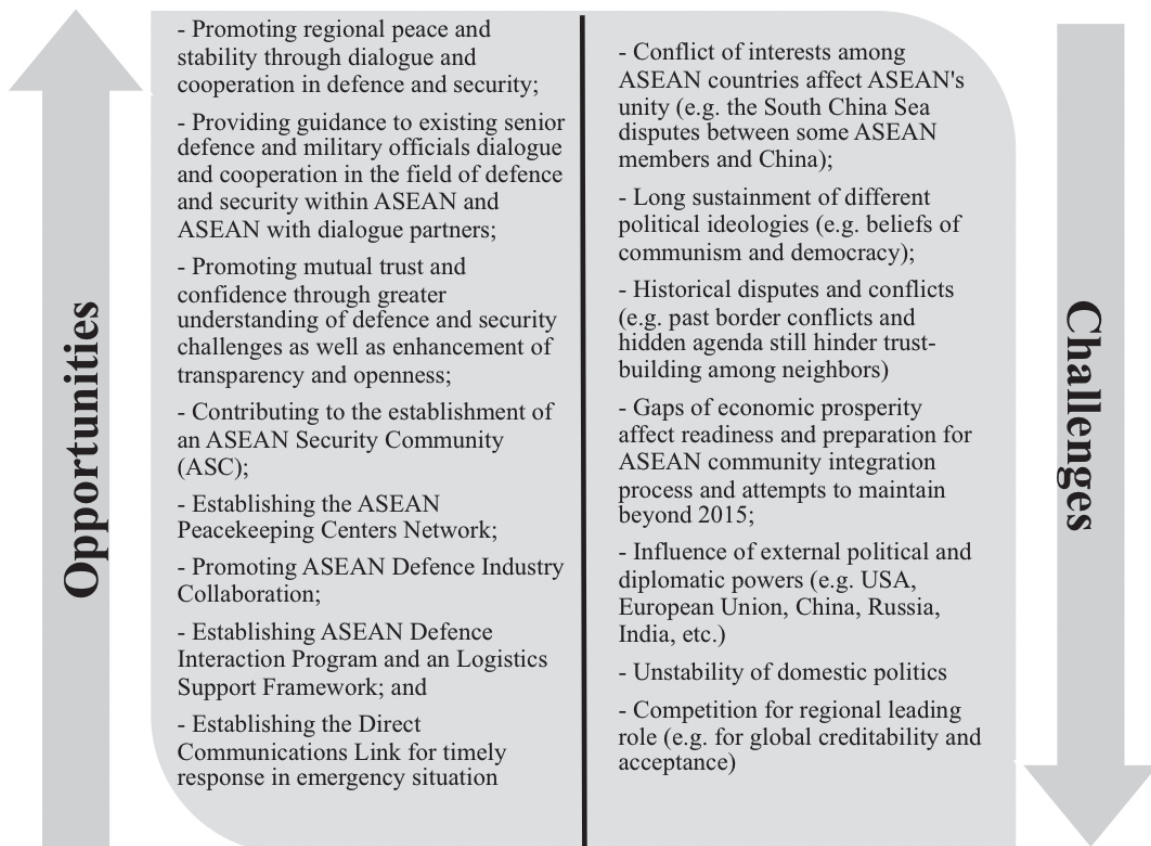 Opportunities
- Promoting regional peace and
stability through dialogue and
cooperation in defence and security;
- Providing guidance to existing senior
defence and military officials dialogue
and cooperation in the field of defence
and security within ASEAN and
ASEAN with dialogue partners;
- Promoting mutual trust and
confidence through greater
understanding of defence and security
challenges as well as enhancement of
transparency and openness;
- Contributing to the establishment of
an ASEAN Security Community
(ASC);
- Establishing the ASEAN
Peacekeeping Centers Network;
- Promoting ASEAN Defence Industry
Collaboration;
- Establishing ASEAN Defence
Interaction Program and an Logistics
Support Framework; and
- Establishing the Direct
Communications Link for timely
response in emergency situation
- Conflict of interests among
ASEAN countries affect ASEAN's
unity (e.g. the South China Sea
disputes between some ASEAN
members and China);
- Long sustainment of different
political ideologies (e.g. beliefs of
communism and democracy);
- Historical disputes and conflicts
(e.g. past border conflicts and
hidden agenda still hinder trust-
building among neighbors)
- Gaps of economic prosperity
affect readiness and preparation for
ASEAN community integration
process and attempts to maintain
beyond 2015;
- Influence of external political and
diplomatic powers (e.g. USA,
European Union, China, Russia,
India, etc.)
- Unstability of domestic politics
- Competition for regional leading
role (e.g. for global creditability and
acceptance)
Challenges